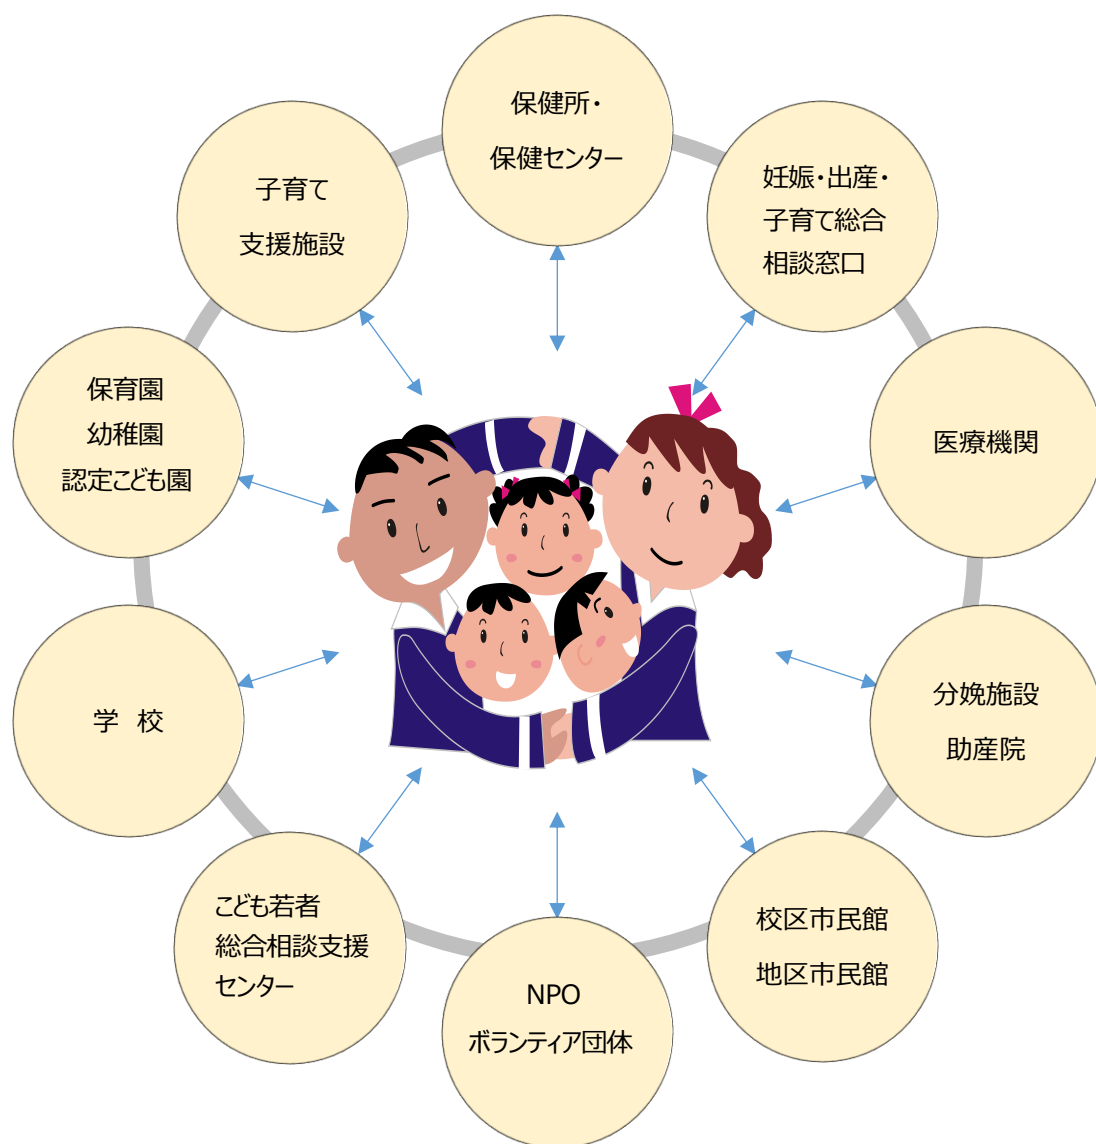 保健所・
保健センター
妊娠・出産・
子育て総合
相談窓口
医療機関
分娩施設
助産院
校区市民館
地区市民館
NPO
ボランティア団体
こども若者
総合相談支援
センター
学 校
保育園
幼稚園
認定こども園
子育て
支援施設